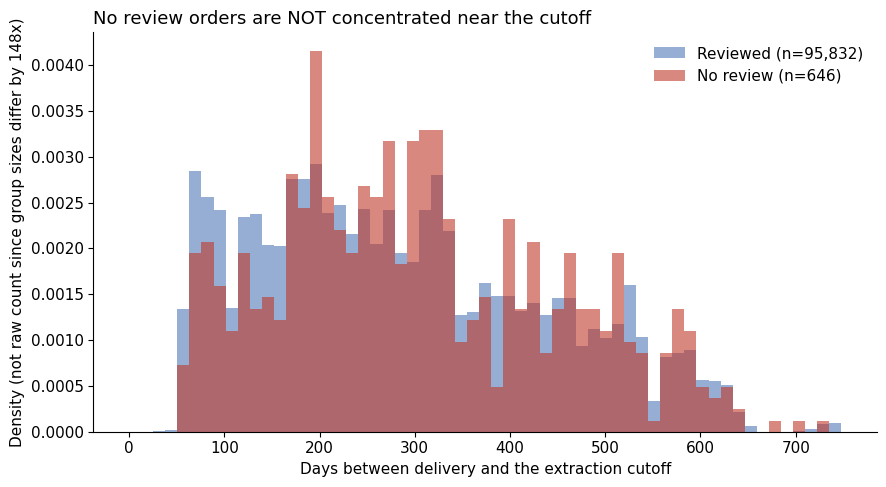 No review orders are NOT concentrated near the cutoff
Density (not raw count since group sizes differ by 148x)
0.0040
0.0035
0.0030
0.0025
0.0020
0.0015
0.0010
0.0005
0.0000
Reviewed (n=95,832)
No review (n=646)
0 100 200 300 400 500 600 700
Days between delivery and the extraction cutoff